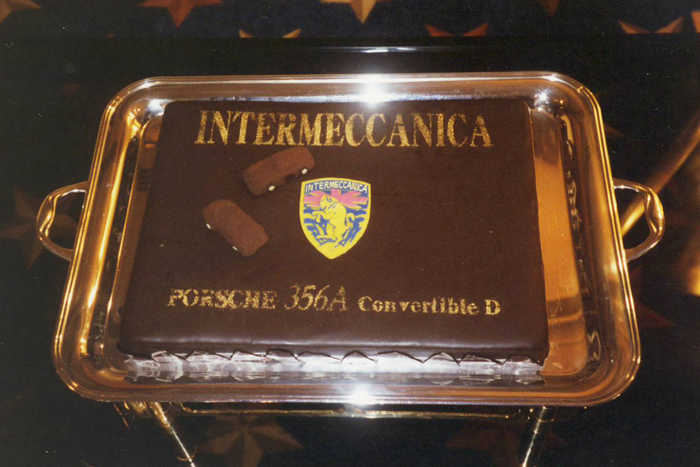 INTERMECCANICA
INTERMECCANICA
PORSCHE 356A Convertible D